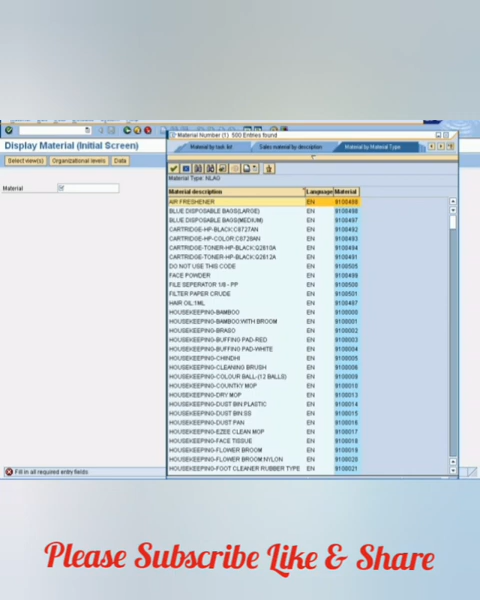 Material Number (1) 500 Entries found
Display Material (Initial Screen)
Material by task list
Sales material by description
Material by Material Type
Select view(s) Organizational levels Data
Material Type: NLAG
Material
Material description Language Material
AIR FRESHENER EN 9100488
BLUE DISPOSABLE BAGS(LARGE) EN 9100498
BLUE DISPOSABLE BAGS(MEDIUM) EN 9100497
CARTRIDGE-HP-BLACK:C8727AN EN 9100492
CARTRIDGE-HP-COLOR:C8728AN EN 9100493
CARTRIDGE-TONER-HP-BLACK:Q2610A EN 9100494
CARTRIDGE-TONER-HP-BLACK:Q2612A EN 9100491
DO NOT USE THIS CODE EN 9100505
FACE POWDER EN 9100509
FILE SEPERATOR 1/8 - PP EN 9100500
FILTER PAPER CRUDE EN 9100501
HAIR OIL:1ML EN 9100487
HOUSEKEEPING-BAMBOO EN 9100000
HOUSEKEEPING-BAMBOO:WITH BROOM EN 9100001
HOUSEKEEPING-BRASO EN 9100002
HOUSEKEEPING-BUFFING PAD-RED EN 9100003
HOUSEKEEPING-BUFFING PAD-WHITE EN 9100004
HOUSEKEEPING-CHINDHI EN 9100005
HOUSEKEEPING-CLEANING BRUSH EN 9100006
HOUSEKEEPING-COLOUR BALL-(12 BALLS) EN 9100009
HOUSEKEEPING-COUNTRY MOP EN 9100010
HOUSEKEEPING-DRY MOP EN 9100013
HOUSEKEEPING-DUST BIN PLASTIC EN 9100014
HOUSEKEEPING-DUST BIN SS EN 9100015
HOUSEKEEPING-DUST PAN EN 9100016
HOUSEKEEPING-EZEE CLEAN MOP EN 9100017
HOUSEKEEPING-FACE TISSUE EN 9100018
HOUSEKEEPING-FLOWER BROOM EN 9100019
HOUSEKEEPING-FLOWER BROOM:NYLON EN 9100020
HOUSEKEEPING-FOOT CLEANER RUBBER TYPE EN 9100021
Fill in all required entry fields
Please Subscribe Like & Share